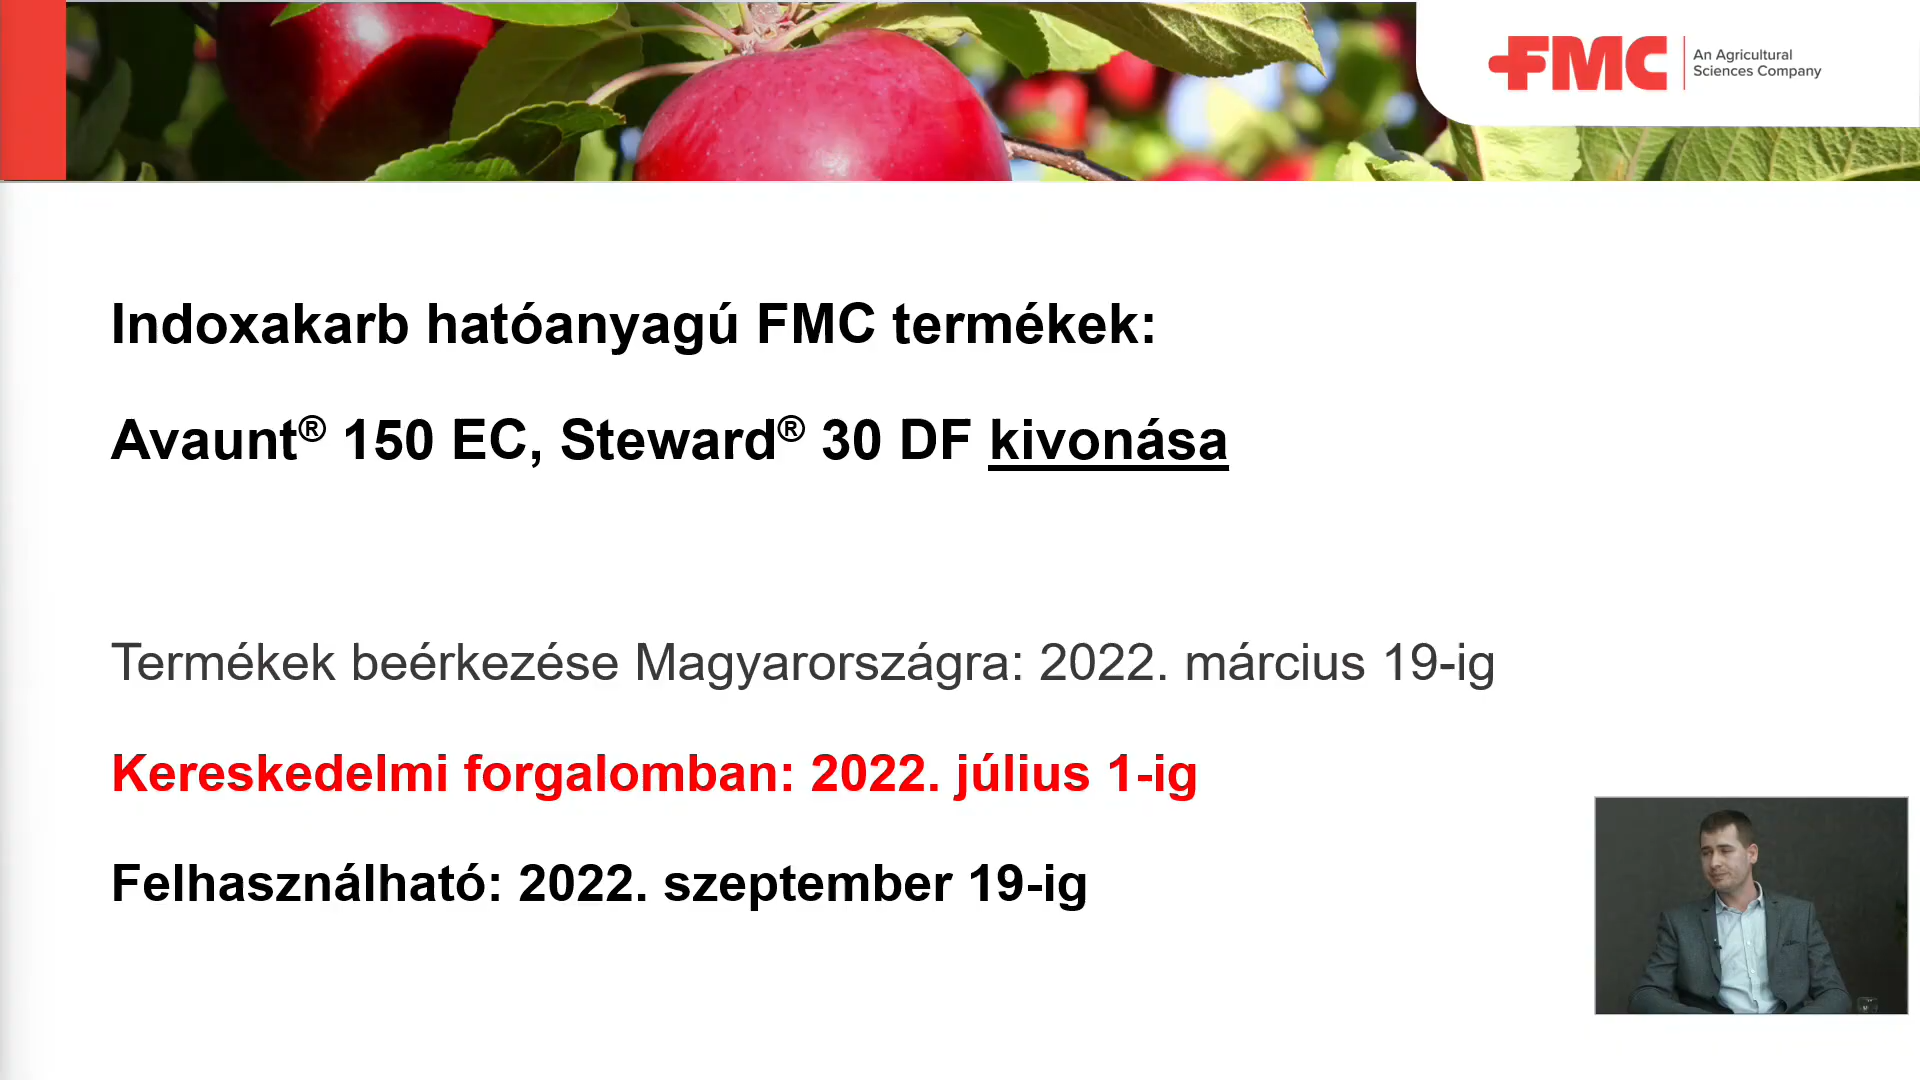 FMC
An Agricultural
Sciences Company
Indoxakarb hatóanyagú FMC termékek:
Avaunt® 150 EC, Steward® 30 DF kivonása
Termékek beérkezése Magyarországra: 2022. március 19-ig
Kereskedelmi forgalomban: 2022. július 1-ig
Felhasználható: 2022. szeptember 19-ig